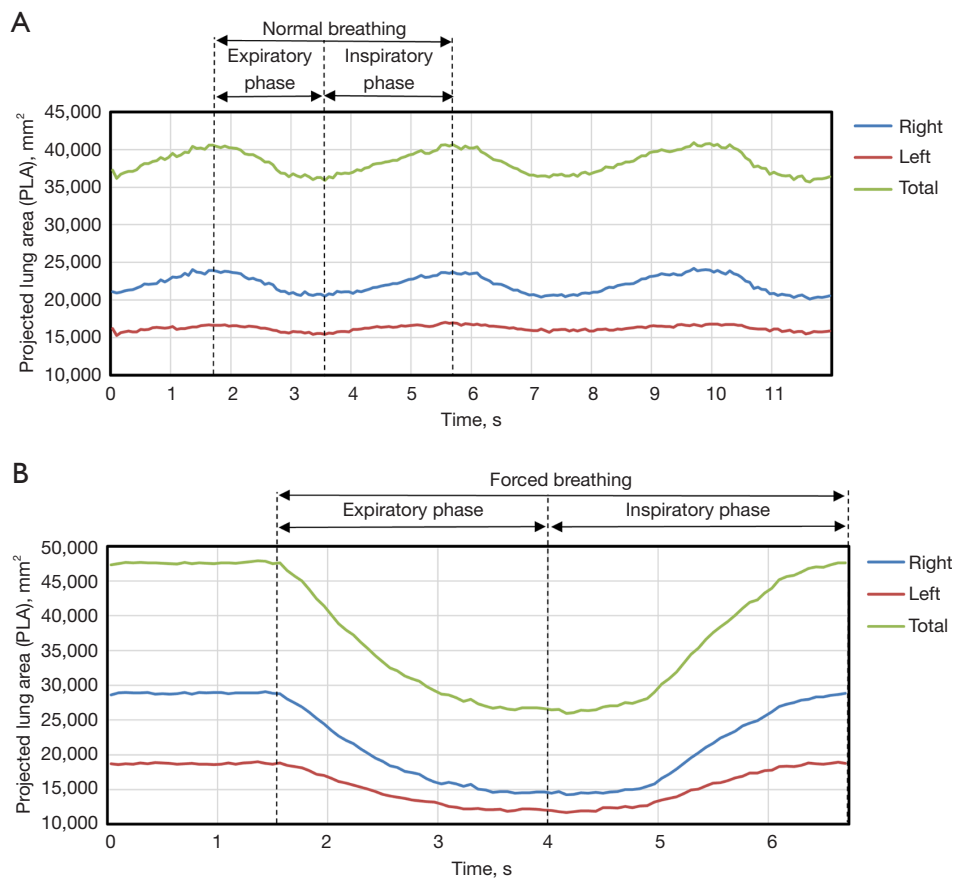 A
Normal breathing
Expiratory phase
Inspiratory phase
Projected lung area (PLA), mm²
45,000
40,000
35,000
30,000
25,000
20,000
15,000
10,000
0 1 2 3 4 5 6 7 8 9 10 11
Time, s
Right
Left
Total
B
Forced breathing
Expiratory phase
Inspiratory phase
Projected lung area (PLA), mm²
50,000
45,000
40,000
35,000
30,000
25,000
20,000
15,000
10,000
0 1 2 3 4 5 6
Time, s
Right
Left
Total